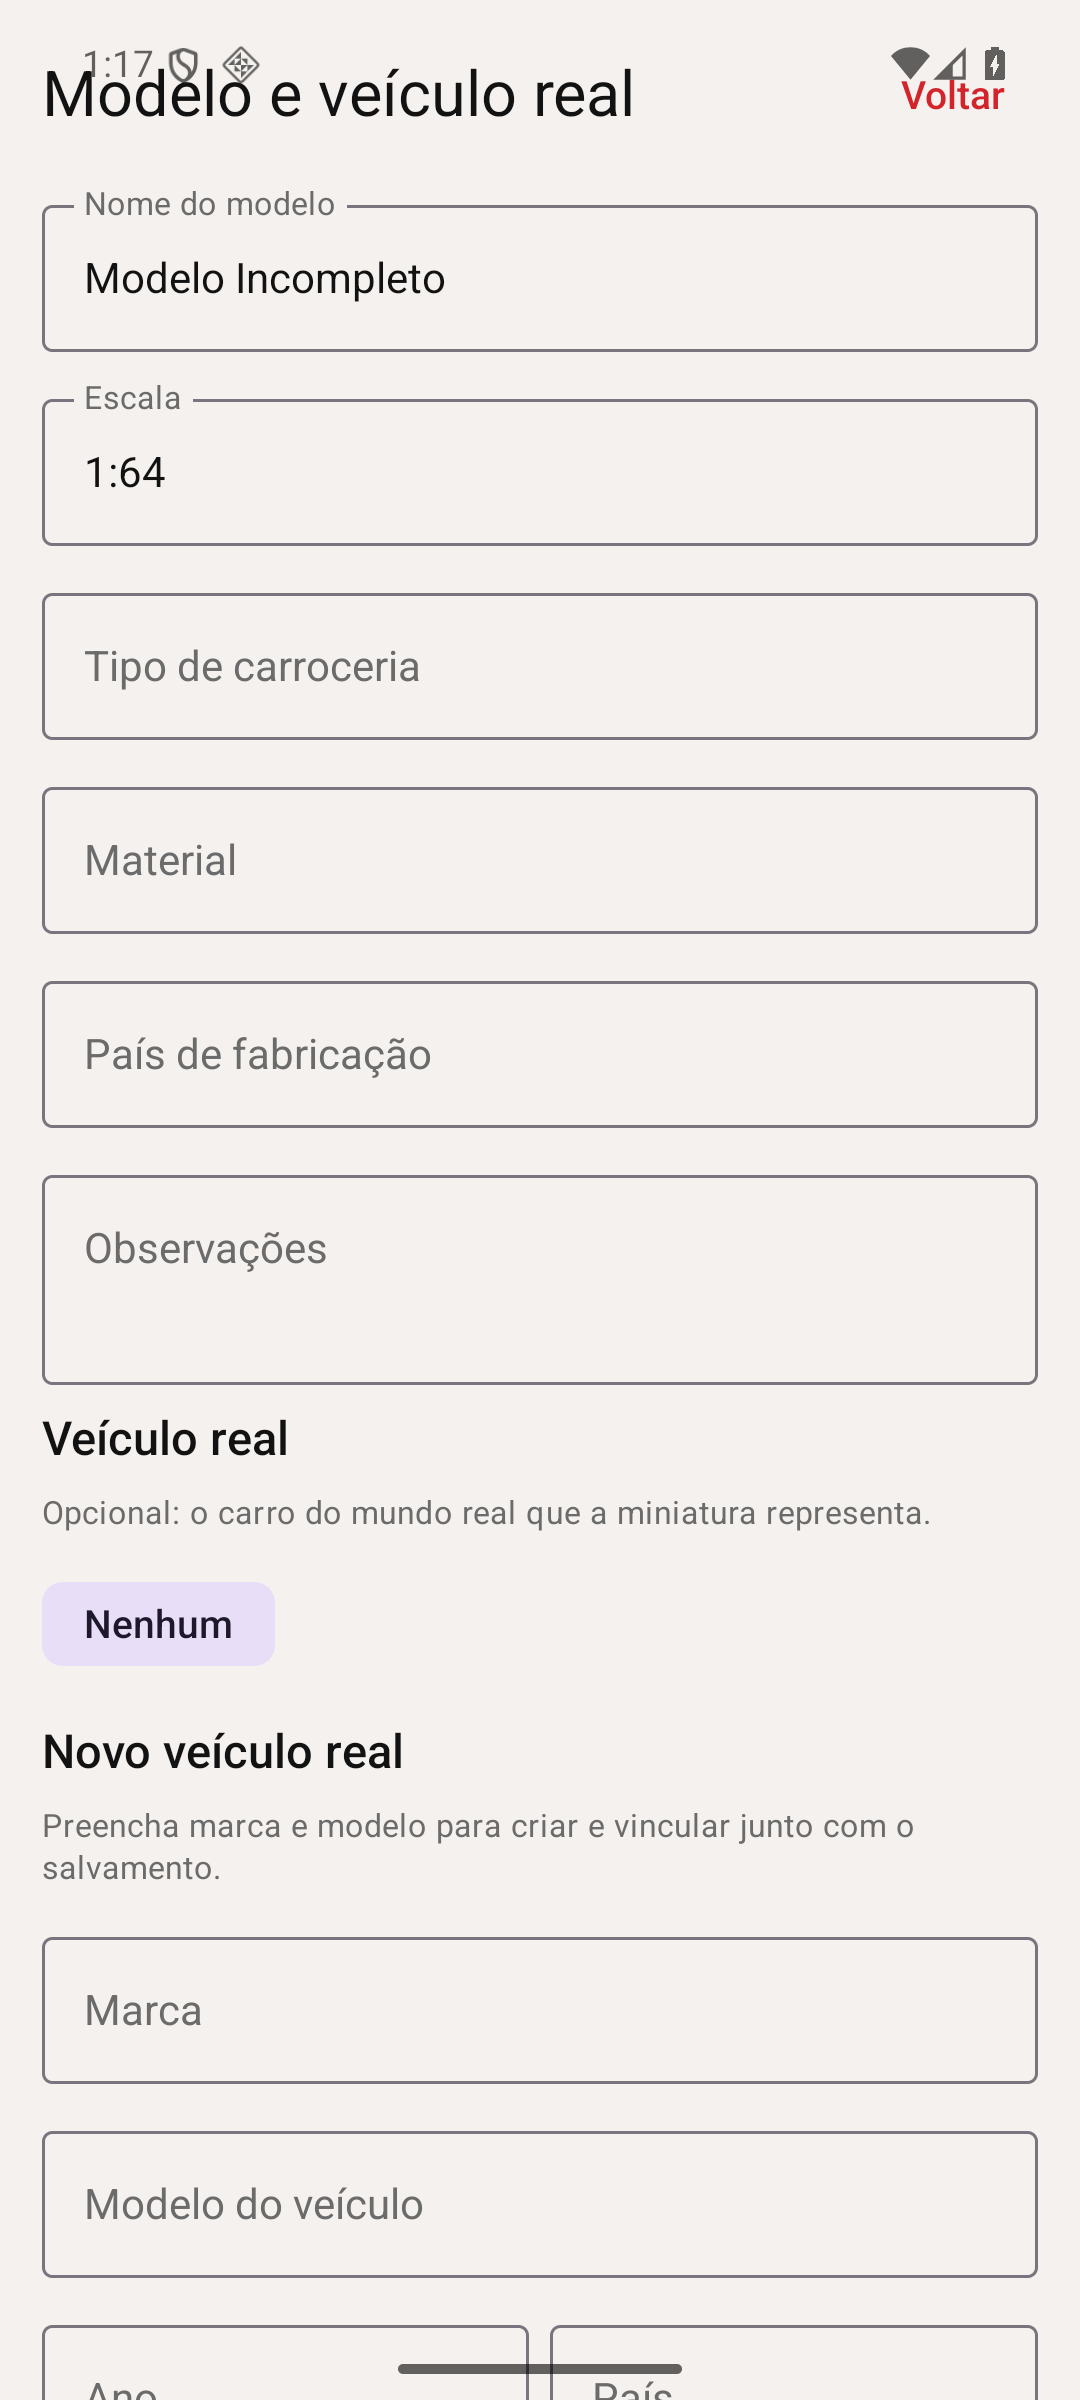 1:17
Modelo e veículo real
Voltar
Nome do modelo
Modelo Incompleto
Escala
1:64
Tipo de carroceria
Material
País de fabricação
Observações
Veículo real
Opcional: o carro do mundo real que a miniatura representa.
Nenhum
Novo veículo real
Preencha marca e modelo para criar e vincular junto com o
salvamento.
Marca
Modelo do veículo
Ano
País